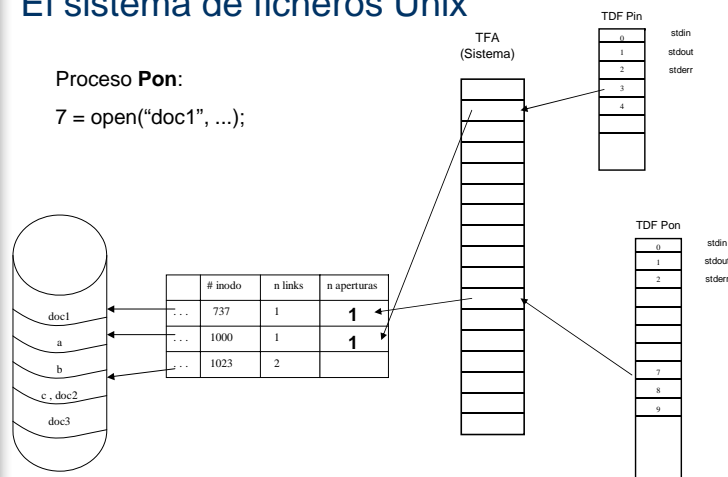 El sistema de ficheros Unix
Proceso Pon:
7 = open(“doc1”, ...);
TFA
(Sistema)
TDF Pin
0 stdin
1 stdout
2 stderr
3
4
TDF Pon
0 stdin
1 stdout
2 stderr
7
8
9
# inodo n links n aperturas
. . . 737 1 1
. . . 1000 1 1
. . . 1023 2
doc1
a
b
c , doc2
doc3